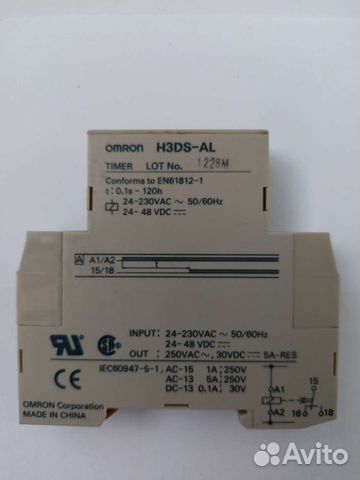 OMRON H3DS-AL
TIMER LOT No. 1228M
Conforms to EN61812-1
t: 0.1s - 120h
24-230VAC ~ 50/60Hz
24- 48 VDC ⎓
A A1/A2
15/18
INPUT: 24-230VAC ~ 50/60Hz
24- 48 VDC ⎓
OUT : 250VAC~, 30VDC ⎓ 5A-RES
IEC60947-5-1, AC-15 1A 250V
AC-13 5A 250V
DC-13 0.1A 30V
A1
15
A2
16
18
OMRON Corporation
MADE IN CHINA
Avito